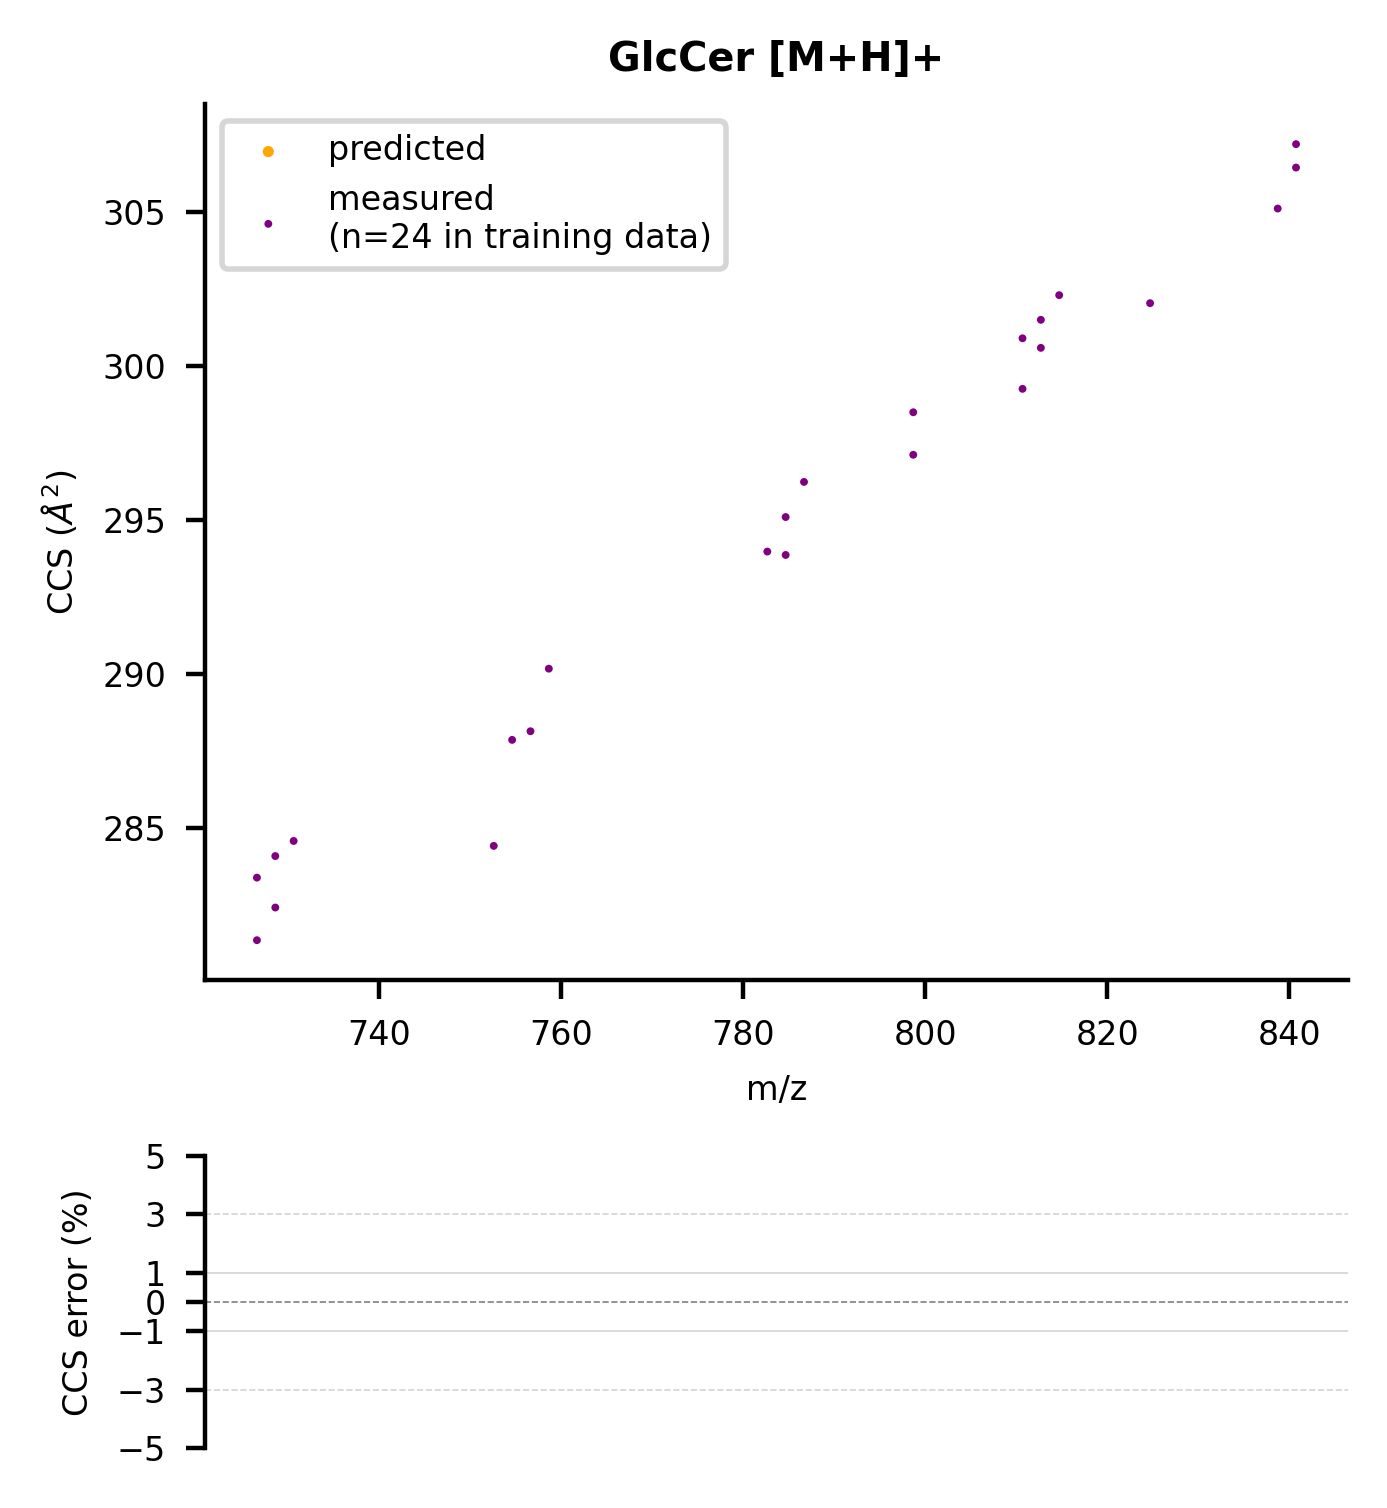 GlcCer [M+H]+
predicted
measured
(n=24 in training data)
305
300
295
290
285
CCS (Å²)
740 760 780 800 820 840
m/z
5
3
1
0
−1
−3
−5
CCS error (%)